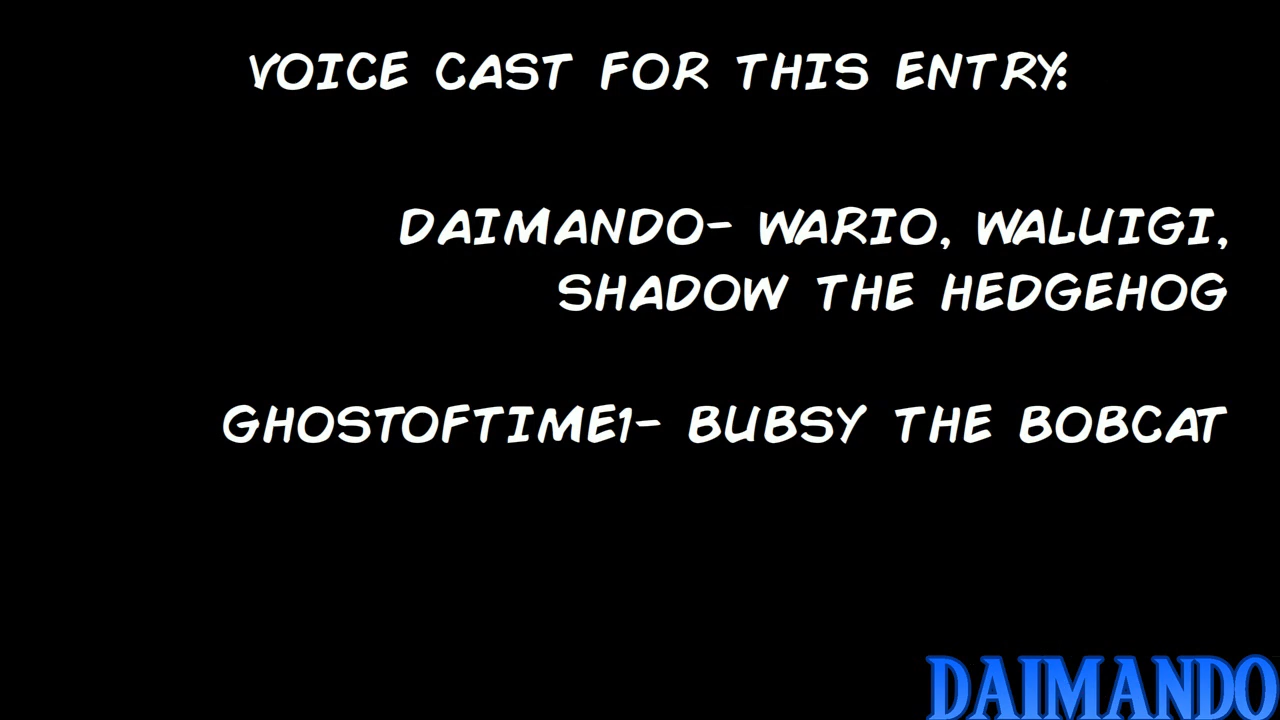 VOICE CAST FOR THIS ENTRY:
DAIMANDO- WARIO, WALUIGI,
SHADOW THE HEDGEHOG
GHOSTOFTIME1- BUBSY THE BOBCAT
DAIMANDO